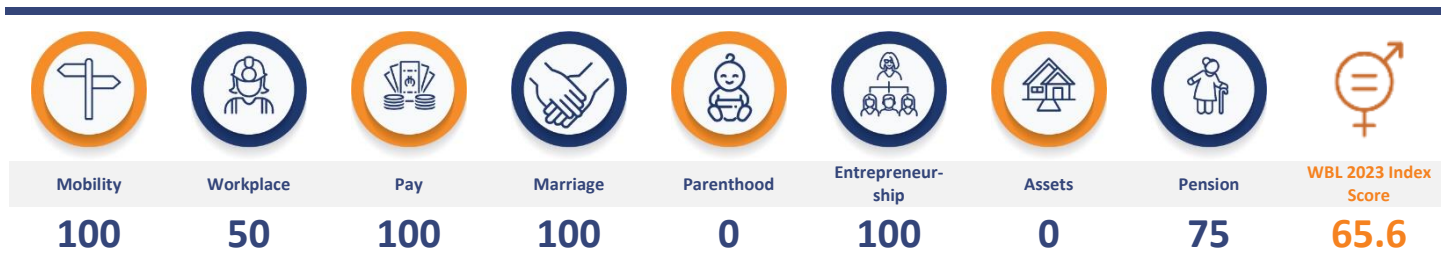 Mobility
Workplace
Pay
Marriage
Parenthood
Entrepreneur-
ship
Assets
Pension
WBL 2023 Index
Score
100
50
100
100
0
100
0
75
65.6